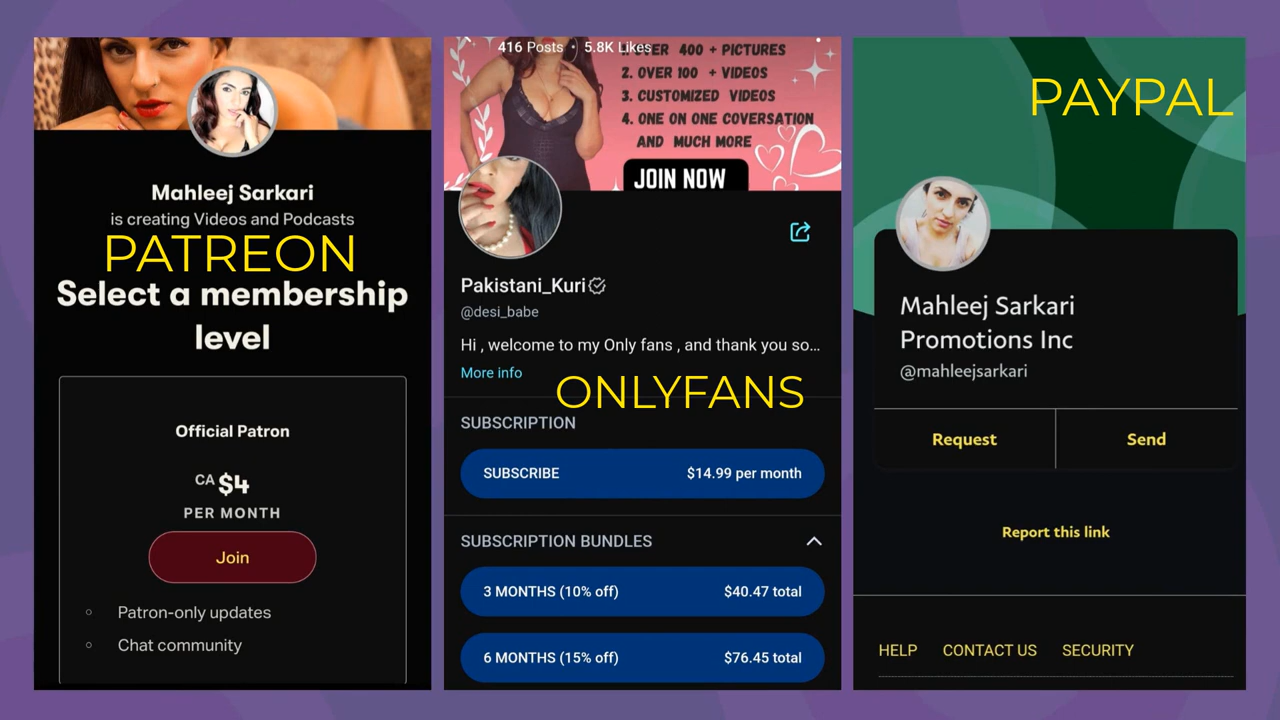 Mahleej Sarkari
is creating Videos and Podcasts
PATREON
Select a membership
level
Official Patron
CA $4
PER MONTH
Join
Patron-only updates
Chat community
416 Posts • 5.8K Likes
1. OVER 400 + PICTURES
2. OVER 100 + VIDEOS
3. CUSTOMIZED VIDEOS
4. ONE ON ONE COVERSATION
AND MUCH MORE
JOIN NOW
Pakistani_Kuri
@desi_babe
Hi , welcome to my Only fans , and thank you so...
More info
ONLYFANS
SUBSCRIPTION
SUBSCRIBE $14.99 per month
SUBSCRIPTION BUNDLES
3 MONTHS (10% off) $40.47 total
6 MONTHS (15% off) $76.45 total
PAYPAL
Mahleej Sarkari
Promotions Inc
@mahleejsarkari
Request Send
Report this link
HELP CONTACT US SECURITY